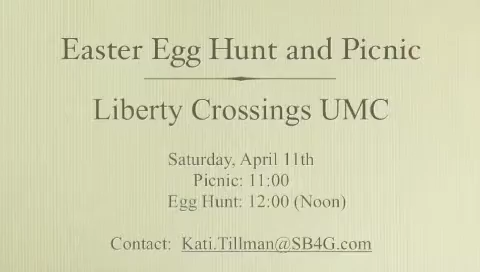 Easter Egg Hunt and Picnic
Liberty Crossings UMC
Saturday, April 11th
Picnic: 11:00
Egg Hunt: 12:00 (Noon)
Contact: Kati.Tillman@SB4G.com